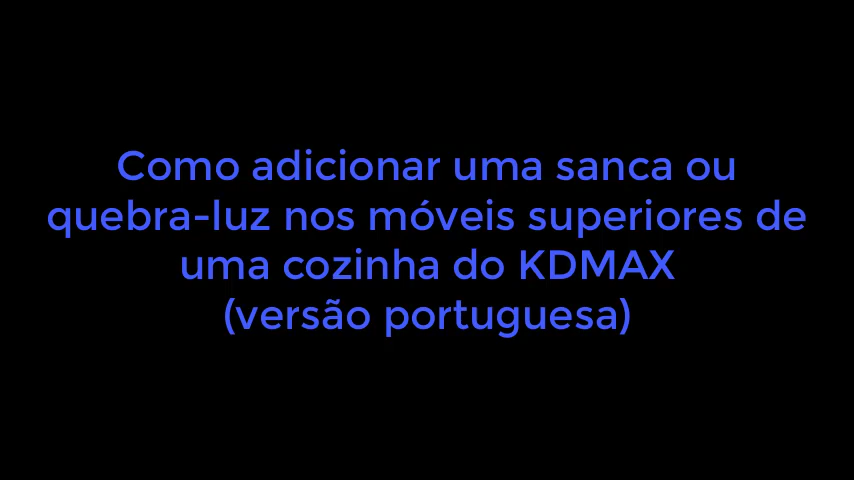 Como adicionar uma sanca ou
quebra-luz nos móveis superiores de
uma cozinha do KDMAX
(versão portuguesa)